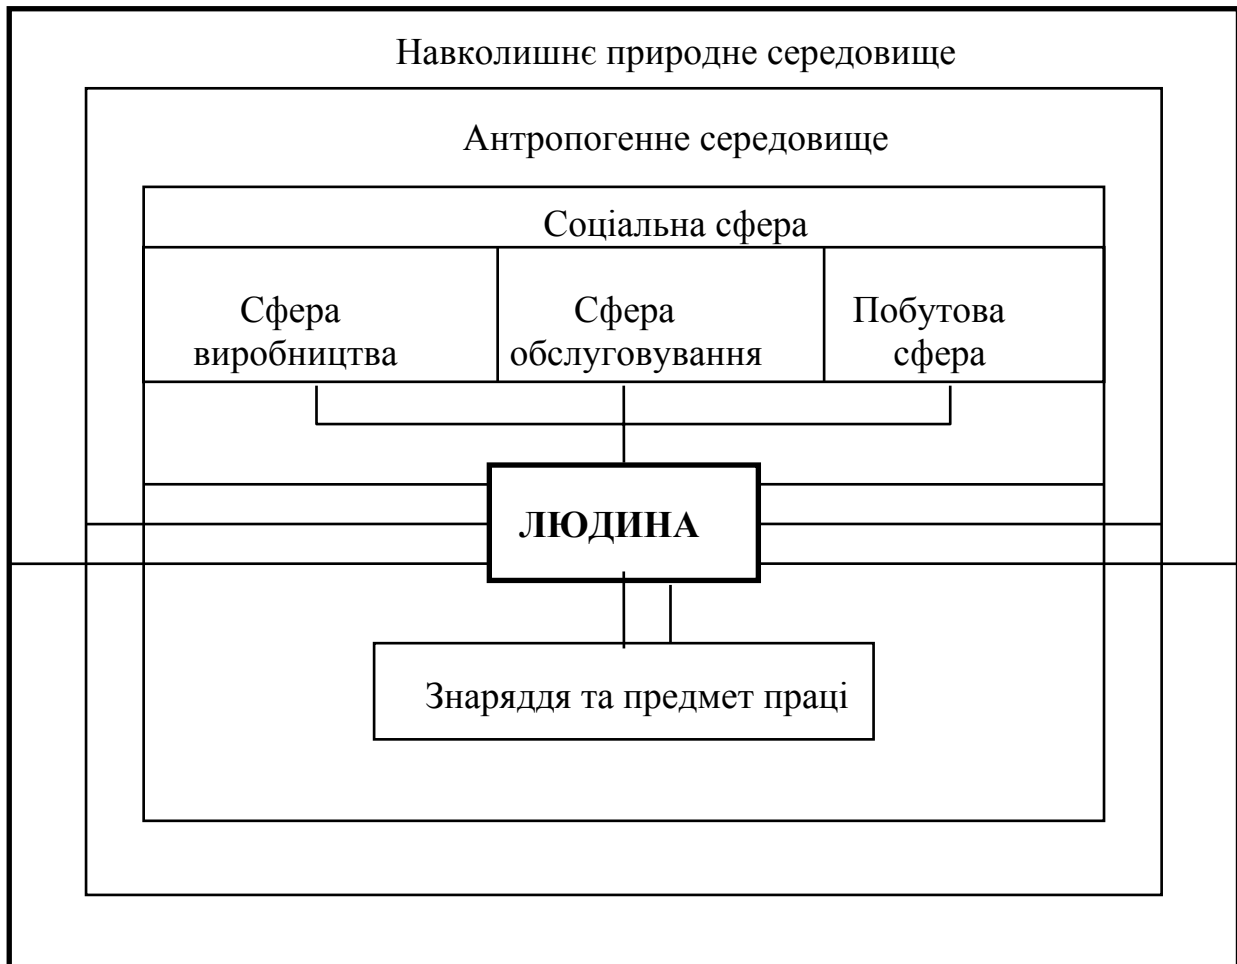 Навколишнє природне середовище
Антропогенне середовище
Соціальна сфера
Сфера
виробництва
Сфера
обслуговування
Побутова
сфера
ЛЮДИНА
Знаряддя та предмет праці